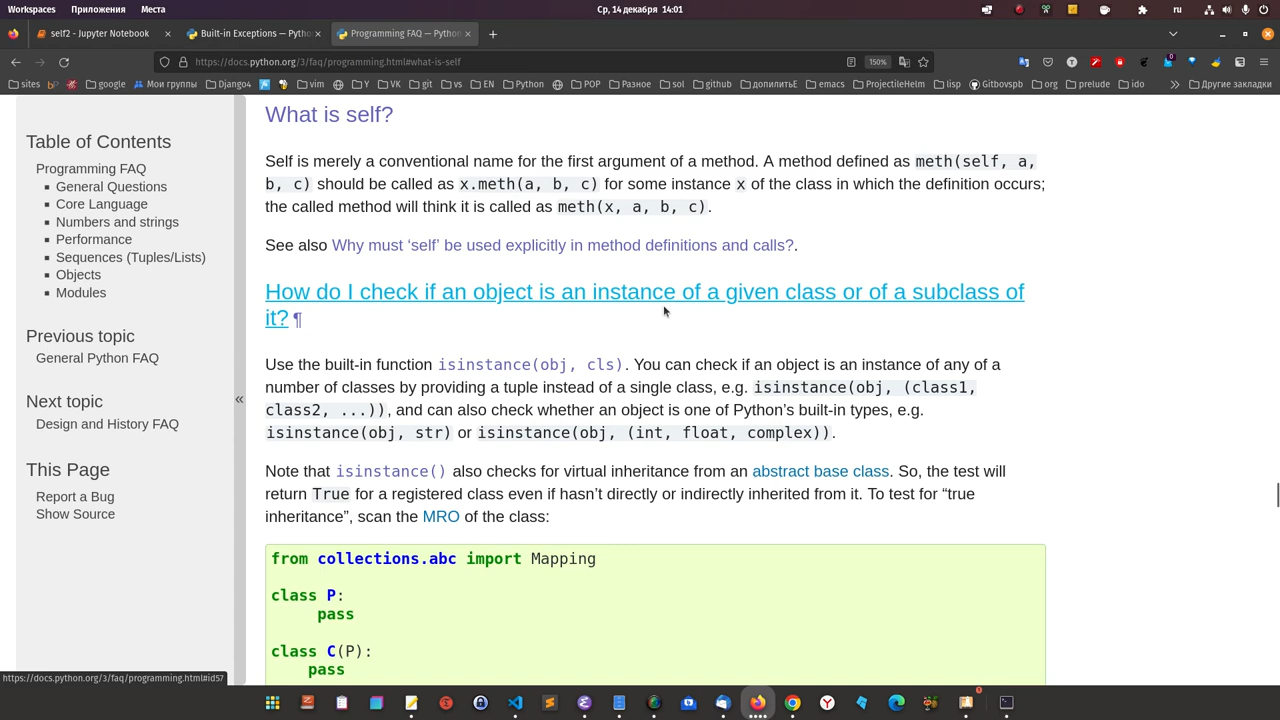 Workspaces Приложения Места Ср, 14 декабря 14:01 ru
self2 - Jupyter Notebook × Built-in Exceptions — Pytho × Programming FAQ — Python × +
https://docs.python.org/3/faq/programming.html#what-is-self 150%
sites google Мои группы Django4 vim Y VK git vs EN Python POP Разное sol github допилитьЕ emacs ProjectileHelm lisp Gitbovspb org prelude ido Другие закладки
Table of Contents
Programming FAQ
General Questions
Core Language
Numbers and strings
Performance
Sequences (Tuples/Lists)
Objects
Modules
Previous topic
General Python FAQ
Next topic
Design and History FAQ
This Page
Report a Bug
Show Source
«
What is self?
Self is merely a conventional name for the first argument of a method. A method defined as meth(self, a,
b, c) should be called as x.meth(a, b, c) for some instance x of the class in which the definition occurs;
the called method will think it is called as meth(x, a, b, c).
See also Why must ‘self’ be used explicitly in method definitions and calls?.
How do I check if an object is an instance of a given class or of a subclass of
it? ¶
Use the built-in function isinstance(obj, cls). You can check if an object is an instance of any of a
number of classes by providing a tuple instead of a single class, e.g. isinstance(obj, (class1,
class2, ...)), and can also check whether an object is one of Python’s built-in types, e.g.
isinstance(obj, str) or isinstance(obj, (int, float, complex)).
Note that isinstance() also checks for virtual inheritance from an abstract base class. So, the test will
return True for a registered class even if hasn’t directly or indirectly inherited from it. To test for “true
inheritance”, scan the MRO of the class:
from collections.abc import Mapping
class P:
pass
class C(P):
pass
https://docs.python.org/3/faq/programming.html#id57